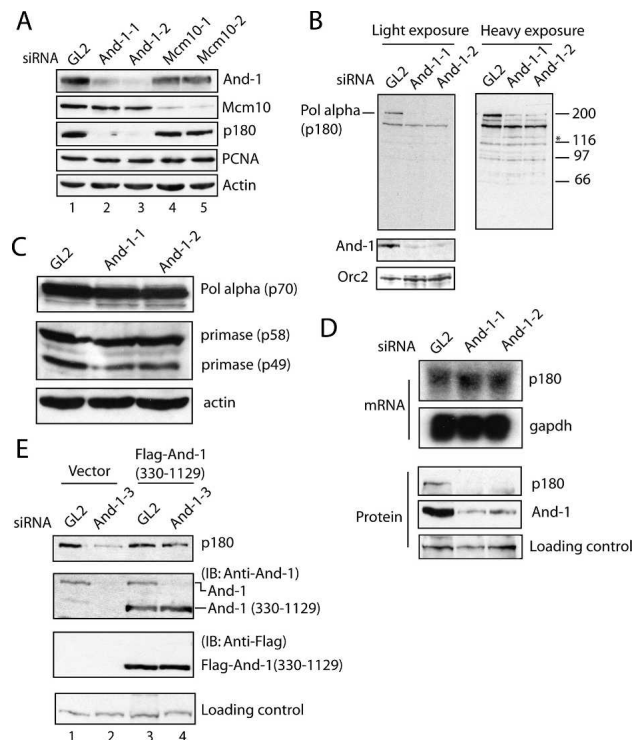 A
siRNA GL2 And-1-1 And-1-2 Mcm10-1 Mcm10-2
And-1
Mcm10
p180
PCNA
Actin
1 2 3 4 5
B
Light exposure Heavy exposure
siRNA GL2 And-1-1 And-1-2 GL2 And-1-1 And-1-2
Pol alpha
(p180)
200
*
116
97
66
And-1
Orc2
C
GL2 And-1-1 And-1-2
Pol alpha (p70)
primase (p58)
primase (p49)
actin
D
siRNA GL2 And-1-1 And-1-2
mRNA
p180
gapdh
Protein
p180
And-1
Loading control
E
Vector
Flag-And-1
(330-1129)
siRNA GL2 And-1-3 GL2 And-1-3
p180
(IB: Anti-And-1)
And-1
And-1 (330-1129)
(IB: Anti-Flag)
Flag-And-1(330-1129)
Loading control
1 2 3 4